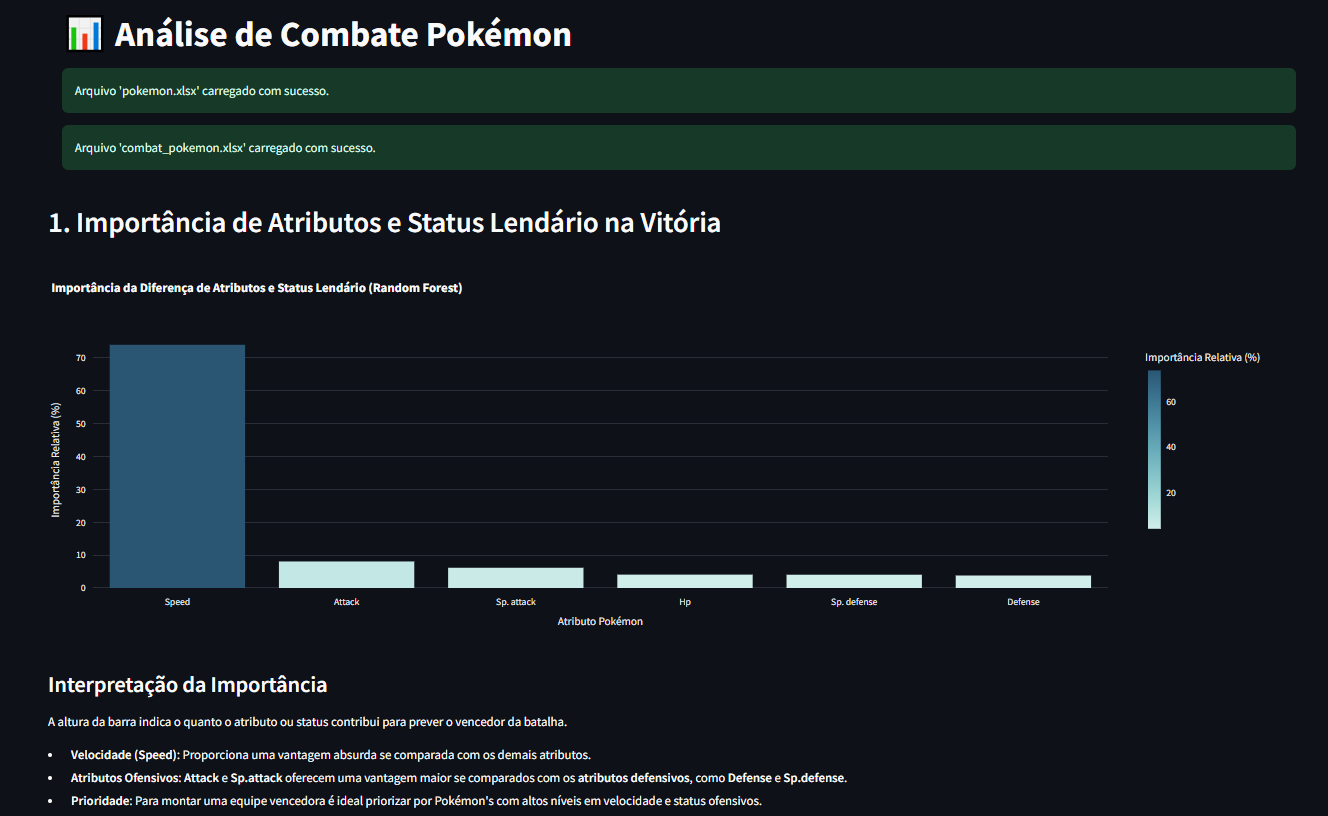 📊 Análise de Combate Pokémon
Arquivo 'pokemon.xlsx' carregado com sucesso.
Arquivo 'combat_pokemon.xlsx' carregado com sucesso.
1. Importância de Atributos e Status Lendário na Vitória
Importância da Diferença de Atributos e Status Lendário (Random Forest)
Importância Relativa (%)
70
60
50
40
30
20
10
0
Speed
Attack
Sp. attack
Hp
Sp. defense
Defense
Atributo Pokémon
Importância Relativa (%)
60
40
20
Interpretação da Importância
A altura da barra indica o quanto o atributo ou status contribui para prever o vencedor da batalha.
• Velocidade (Speed): Proporciona uma vantagem absurda se comparada com os demais atributos.
• Atributos Ofensivos: Attack e Sp.attack oferecem uma vantagem maior se comparados com os atributos defensivos, como Defense e Sp.defense.
• Prioridade: Para montar uma equipe vencedora é ideal priorizar por Pokémon's com altos níveis em velocidade e status ofensivos.